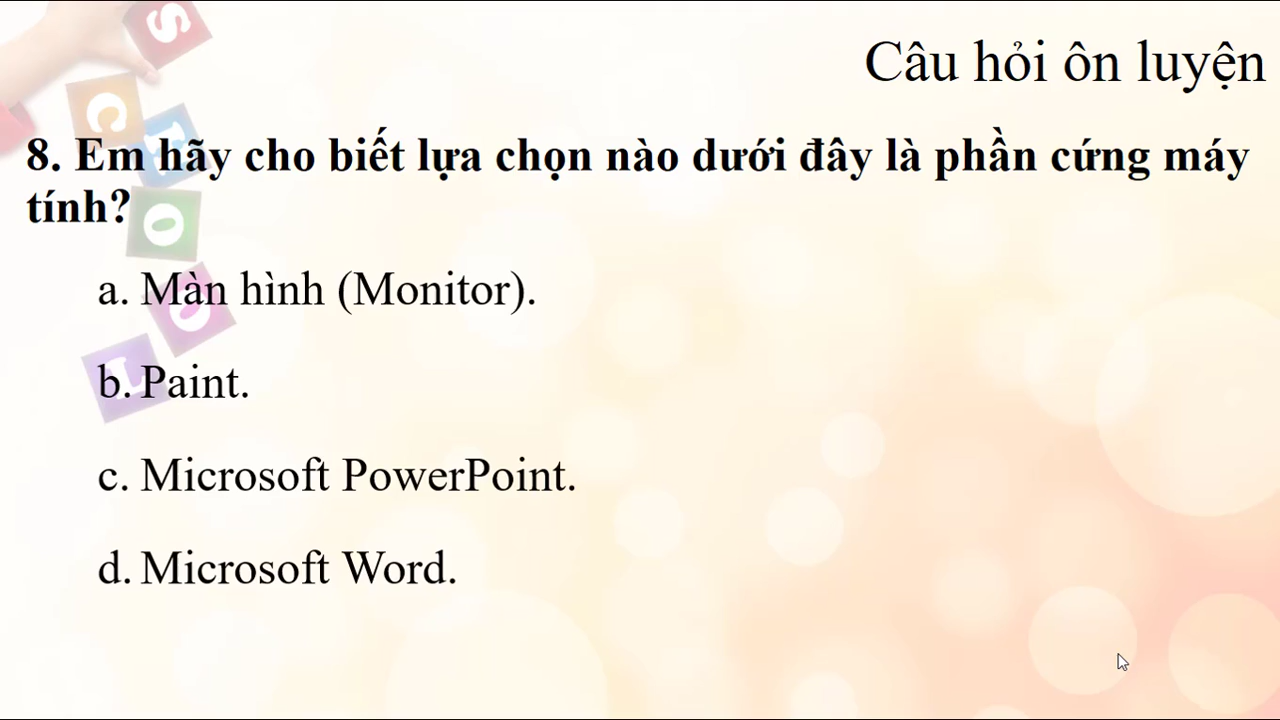 Câu hỏi ôn luyện
8. Em hãy cho biết lựa chọn nào dưới đây là phần cứng máy
tính?
a. Màn hình (Monitor).
b. Paint.
c. Microsoft PowerPoint.
d. Microsoft Word.
S
C
I
O
O
L